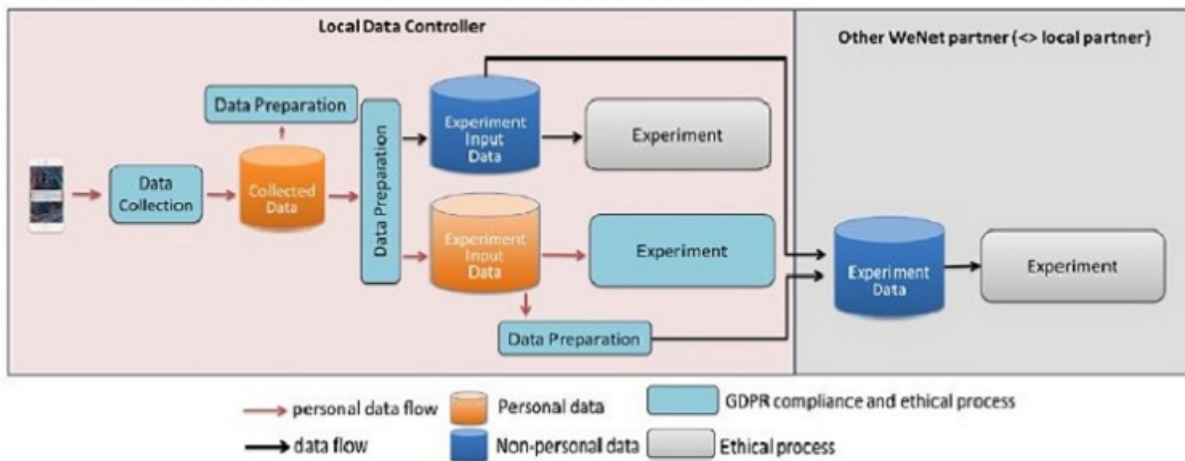 Local Data Controller
Other WeNet partner (<> local partner)
Data Preparation
Data
Collection
Collected
Data
Data Preparation
Experiment
Input
Data
Experiment
Experiment
Input
Data
Experiment
Data Preparation
Experiment
Data
Experiment
personal data flow
Personal data
GDPR compliance and ethical process
data flow
Non-personal data
Ethical process